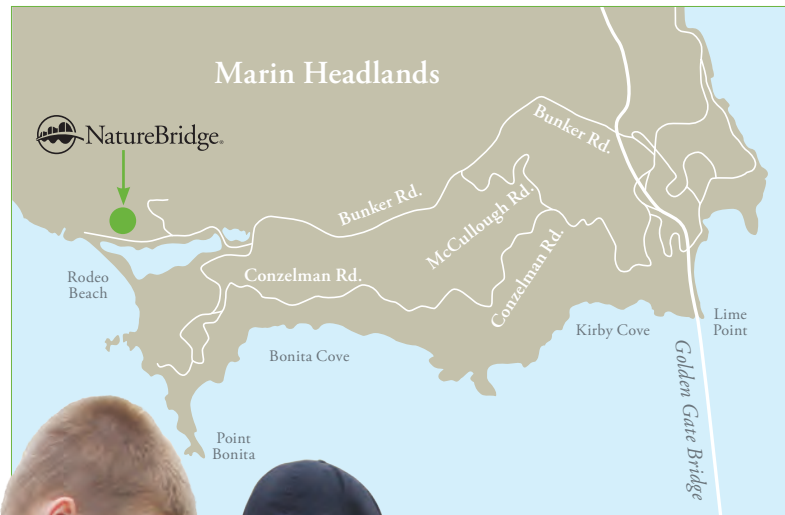 Marin Headlands
NatureBridge®
Bunker Rd.
Bunker Rd.
McCullough Rd.
Conzelman Rd.
Conzelman Rd.
Rodeo
Beach
Bonita Cove
Kirby Cove
Lime
Point
Golden Gate Bridge
Point
Bonita